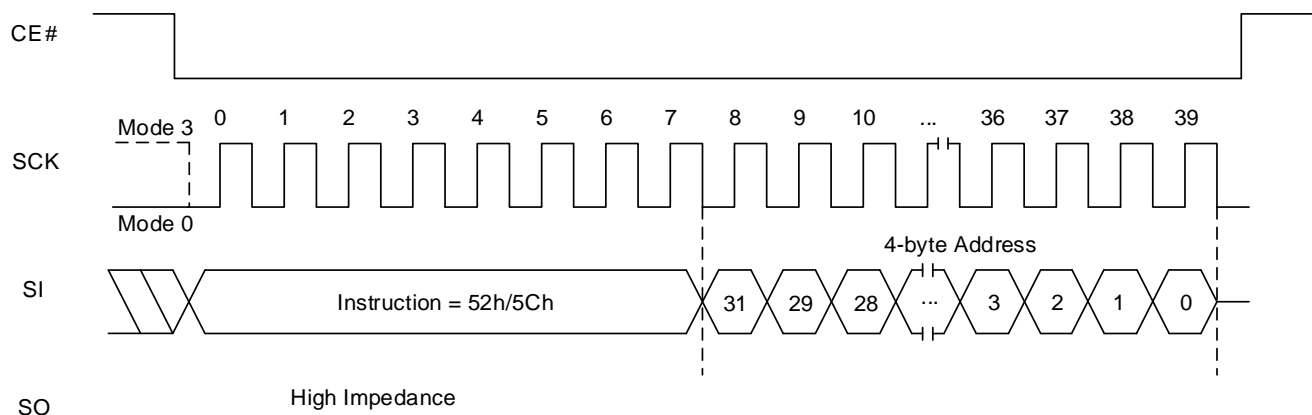 CE#
0 1 2 3 4 5 6 7 8 9 10 ... 36 37 38 39
Mode 3
SCK
Mode 0
4-byte Address
SI
Instruction = 52h/5Ch 31 29 28 ... 3 2 1 0
High Impedance
SO